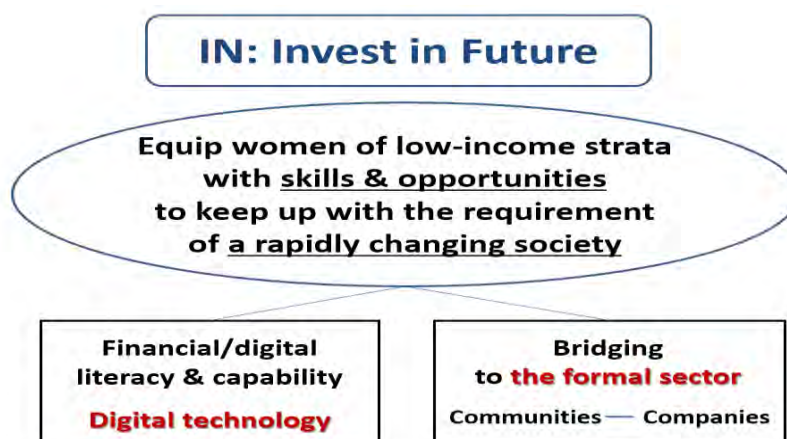 IN: Invest in Future
Equip women of low-income strata
with skills & opportunities
to keep up with the requirement
of a rapidly changing society
Financial/digital
literacy & capability
Digital technology
Bridging
to the formal sector
Communities — Companies